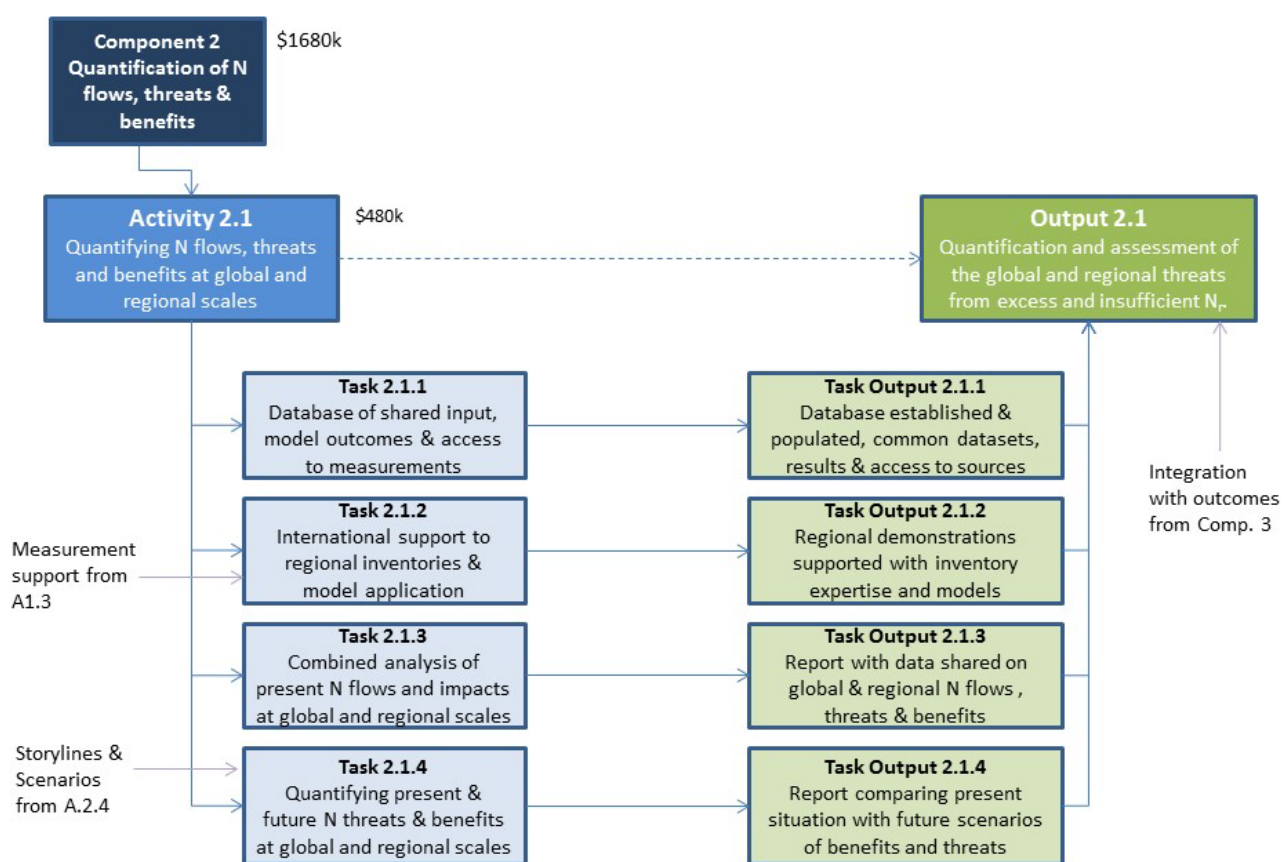 Component 2
Quantification of N
flows, threats &
benefits
$1680k
Activity 2.1
Quantifying N flows, threats
and benefits at global and
regional scales
$480k
Output 2.1
Quantification and assessment of
the global and regional threats
from excess and insufficient Nr.
Task 2.1.1
Database of shared input,
model outcomes & access
to measurements
Task Output 2.1.1
Database established &
populated, common datasets,
results & access to sources
Integration
with outcomes
from Comp. 3
Measurement
support from
A1.3
Task 2.1.2
International support to
regional inventories &
model application
Task Output 2.1.2
Regional demonstrations
supported with inventory
expertise and models
Task 2.1.3
Combined analysis of
present N flows and impacts
at global and regional scales
Task Output 2.1.3
Report with data shared on
global & regional N flows ,
threats & benefits
Storylines &
Scenarios
from A.2.4
Task 2.1.4
Quantifying present &
future N threats & benefits
at global and regional scales
Task Output 2.1.4
Report comparing present
situation with future scenarios
of benefits and threats